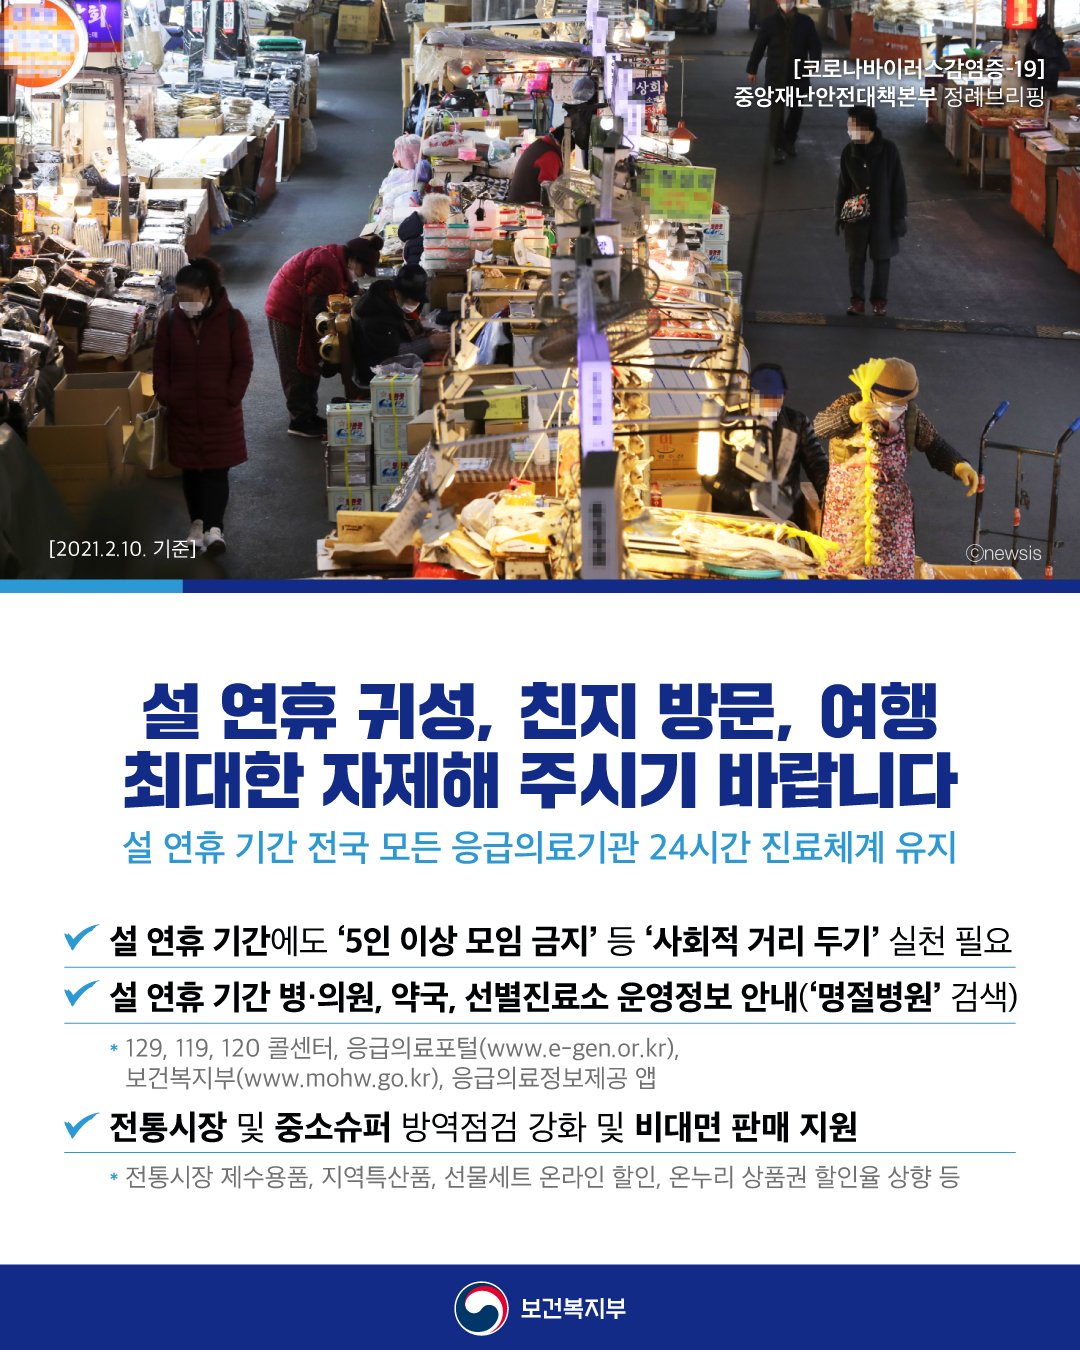 [코로나바이러스감염증-19]
중앙재난안전대책본부 정례브리핑
상회
[2021.2.10. 기준]
ⓒnewsis
설 연휴 귀성, 친지 방문, 여행
최대한 자제해 주시기 바랍니다
설 연휴 기간 전국 모든 응급의료기관 24시간 진료체계 유지
설 연휴 기간에도 ‘5인 이상 모임 금지’ 등 ‘사회적 거리 두기’ 실천 필요
설 연휴 기간 병·의원, 약국, 선별진료소 운영정보 안내(‘명절병원’ 검색)
* 129, 119, 120 콜센터, 응급의료포털(www.e-gen.or.kr),
보건복지부(www.mohw.go.kr), 응급의료정보제공 앱
전통시장 및 중소슈퍼 방역점검 강화 및 비대면 판매 지원
* 전통시장 제수용품, 지역특산품, 선물세트 온라인 할인, 온누리 상품권 할인율 상향 등
보건복지부